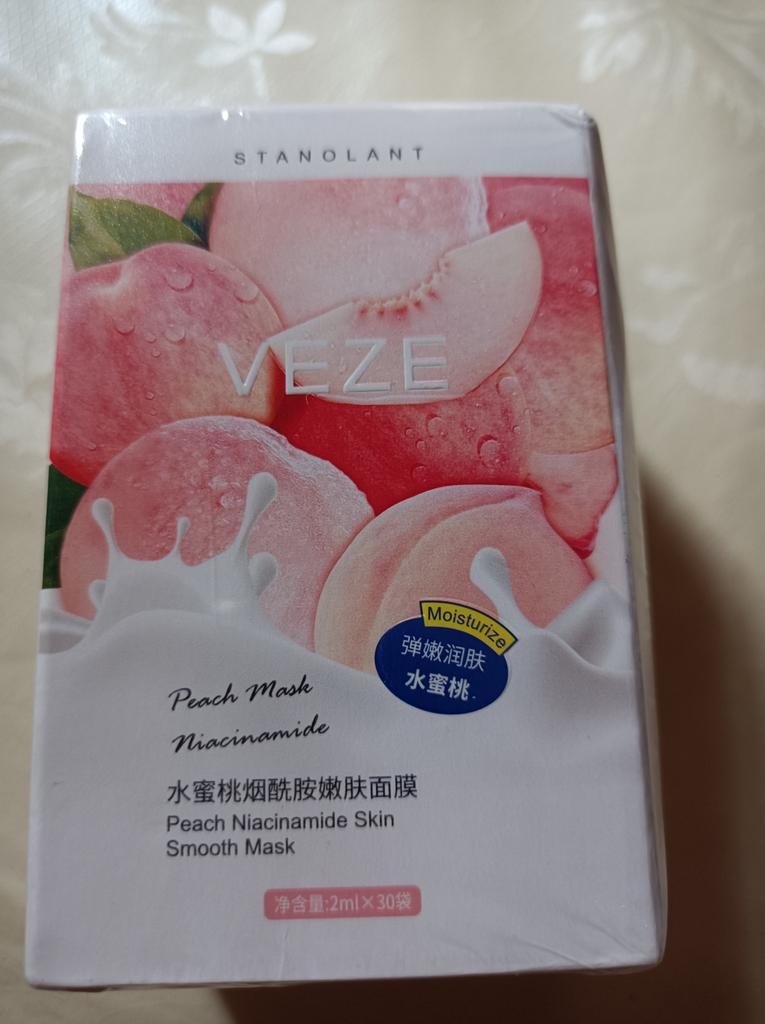 STANOLANT
VEZE
Moisturize
弹嫩润肤
水蜜桃
Peach Mask
Niacinamide
水蜜桃烟酰胺嫩肤面膜
Peach Niacinamide Skin
Smooth Mask
净含量:2ml×30袋